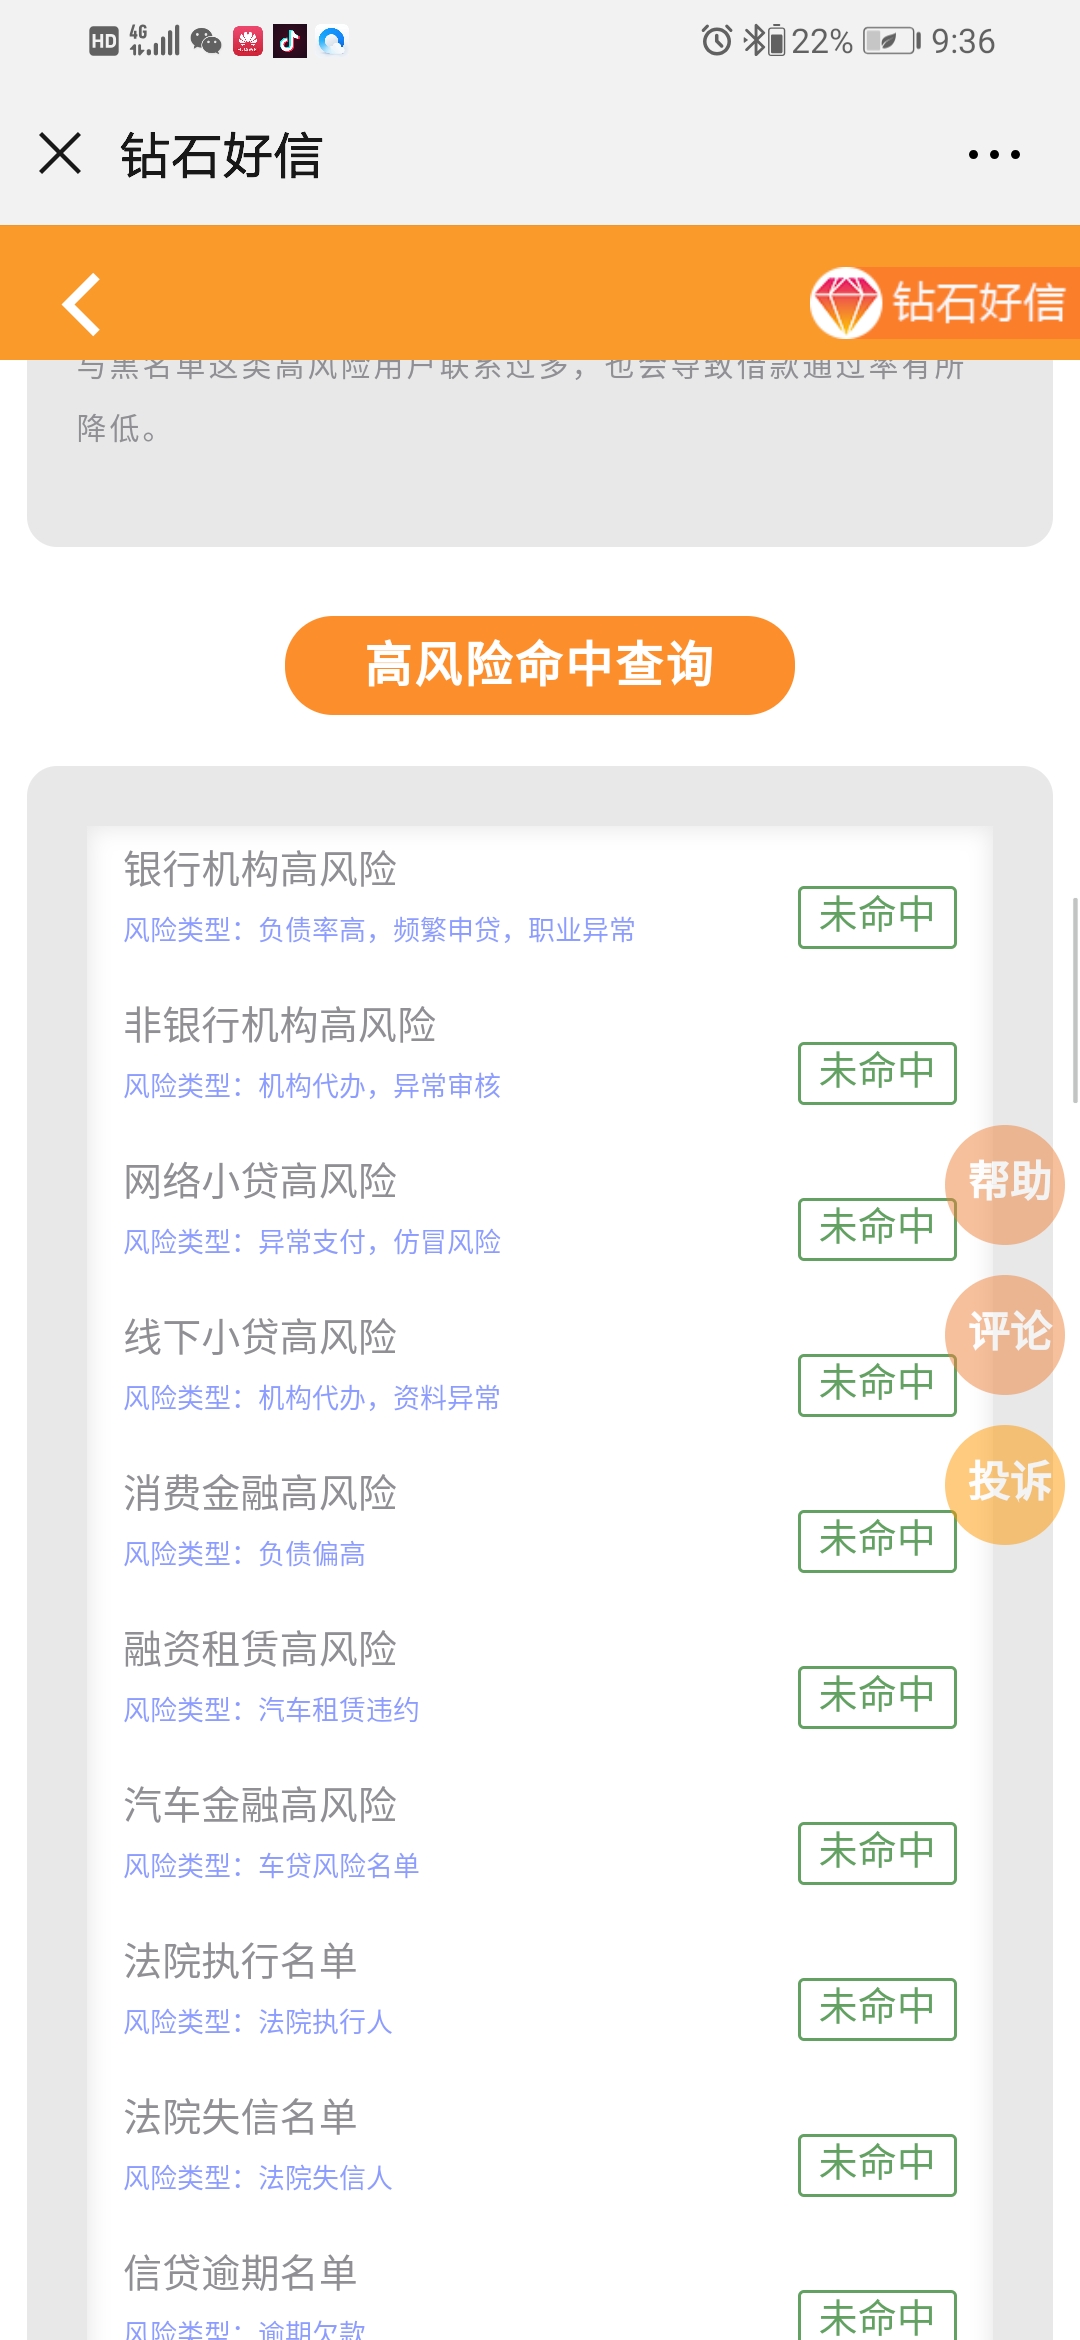 HD 4G 22% 9:36
钻石好信
钻石好信
与黑名单这类高风险用户联系过多，也会导致借款通过率有所
降低。
高风险命中查询
银行机构高风险
风险类型：负债率高，频繁申贷，职业异常
未命中
非银行机构高风险
风险类型：机构代办，异常审核
未命中
网络小贷高风险
风险类型：异常支付，仿冒风险
未命中
帮助
线下小贷高风险
风险类型：机构代办，资料异常
未命中
评论
消费金融高风险
风险类型：负债偏高
未命中
投诉
融资租赁高风险
风险类型：汽车租赁违约
未命中
汽车金融高风险
风险类型：车贷风险名单
未命中
法院执行名单
风险类型：法院执行人
未命中
法院失信名单
风险类型：法院失信人
未命中
信贷逾期名单
风险类型：逾期欠款
未命中